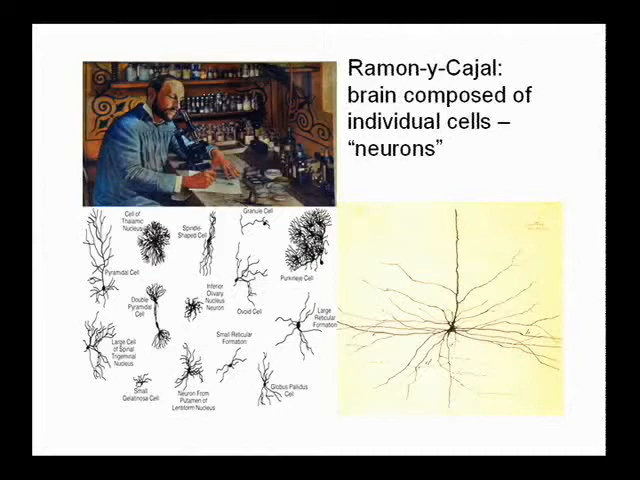 Ramon-y-Cajal:
brain composed of
individual cells –
“neurons”
Cell of
Thalamic
Nucleus
Spindle-
Shaped Cell
Granule Cell
Pyramidal Cell
Purkinje Cell
Double
Pyramidal
Cell
Inferior
Olivary
Nucleus
Neuron
Ovoid Cell
Large
Reticular
Formation
Large Cell
of Spinal
Trigeminal
Nucleus
Small Reticular
Formation
Small
Gelatinosa Cell
Neuron From
Putamen of
Lentiform Nucleus
Globus Pallidus
Cell